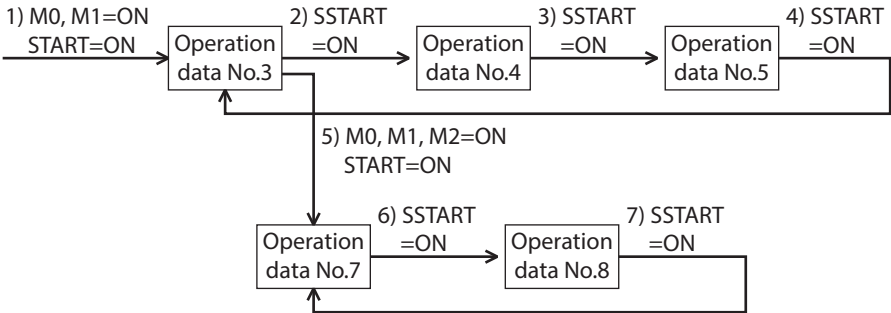 1) M0, M1=ON
START=ON
Operation
data No.3
2) SSTART
=ON
Operation
data No.4
3) SSTART
=ON
Operation
data No.5
4) SSTART
=ON
5) M0, M1, M2=ON
START=ON
Operation
data No.7
6) SSTART
=ON
Operation
data No.8
7) SSTART
=ON